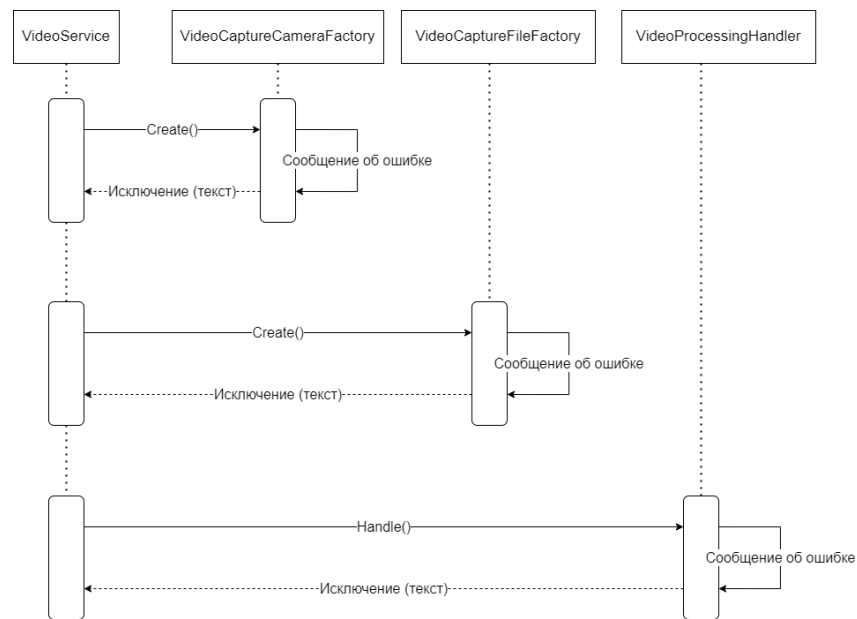 VideoService
VideoCaptureCameraFactory
VideoCaptureFileFactory
VideoProcessingHandler
Create()
Сообщение об ошибке
Исключение (текст)
Create()
Сообщение об ошибке
Исключение (текст)
Handle()
Сообщение об ошибке
Исключение (текст)